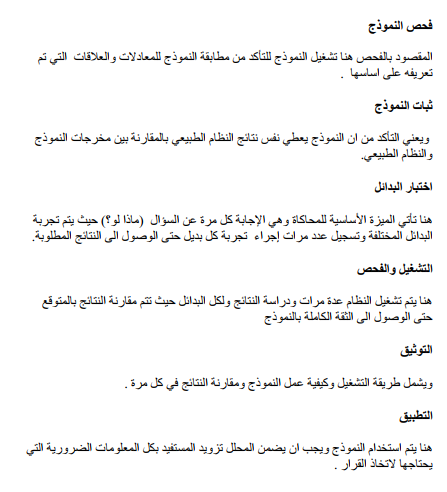 فحص النموذج
المقصود بالفحص هنا تشغيل النموذج للتأكد من مطابقة النموذج للمعادلات والعلاقات التي تم
تعريفه على اساسها .
ثبات النموذج
ويعني التأكد من ان النموذج يعطي نفس نتائج النظام الطبيعي بالمقارنة بين مخرجات النموذج
والنظام الطبيعي.
اختبار البدائل
هنا تأتي الميزة الأساسية للمحاكاة وهي الإجابة كل مرة عن السؤال (ماذا لو؟) حيث يتم تجربة
البدائل المختلفة وتسجيل عدد مرات إجراء تجربة كل بديل حتى الوصول الى النتائج المطلوبة.
التشغيل والفحص
هنا يتم تشغيل النظام عدة مرات ودراسة النتائج ولكل البدائل حيث تتم مقارنة النتائج بالمتوقع
حتى الوصول الى الثقة الكاملة بالنموذج
التوثيق
ويشمل طريقة التشغيل وكيفية عمل النموذج ومقارنة النتائج في كل مرة .
التطبيق
هنا يتم استخدام النموذج ويجب ان يضمن المحلل تزويد المستفيد بكل المعلومات الضرورية التي
يحتاجها لاتخاذ القرار .